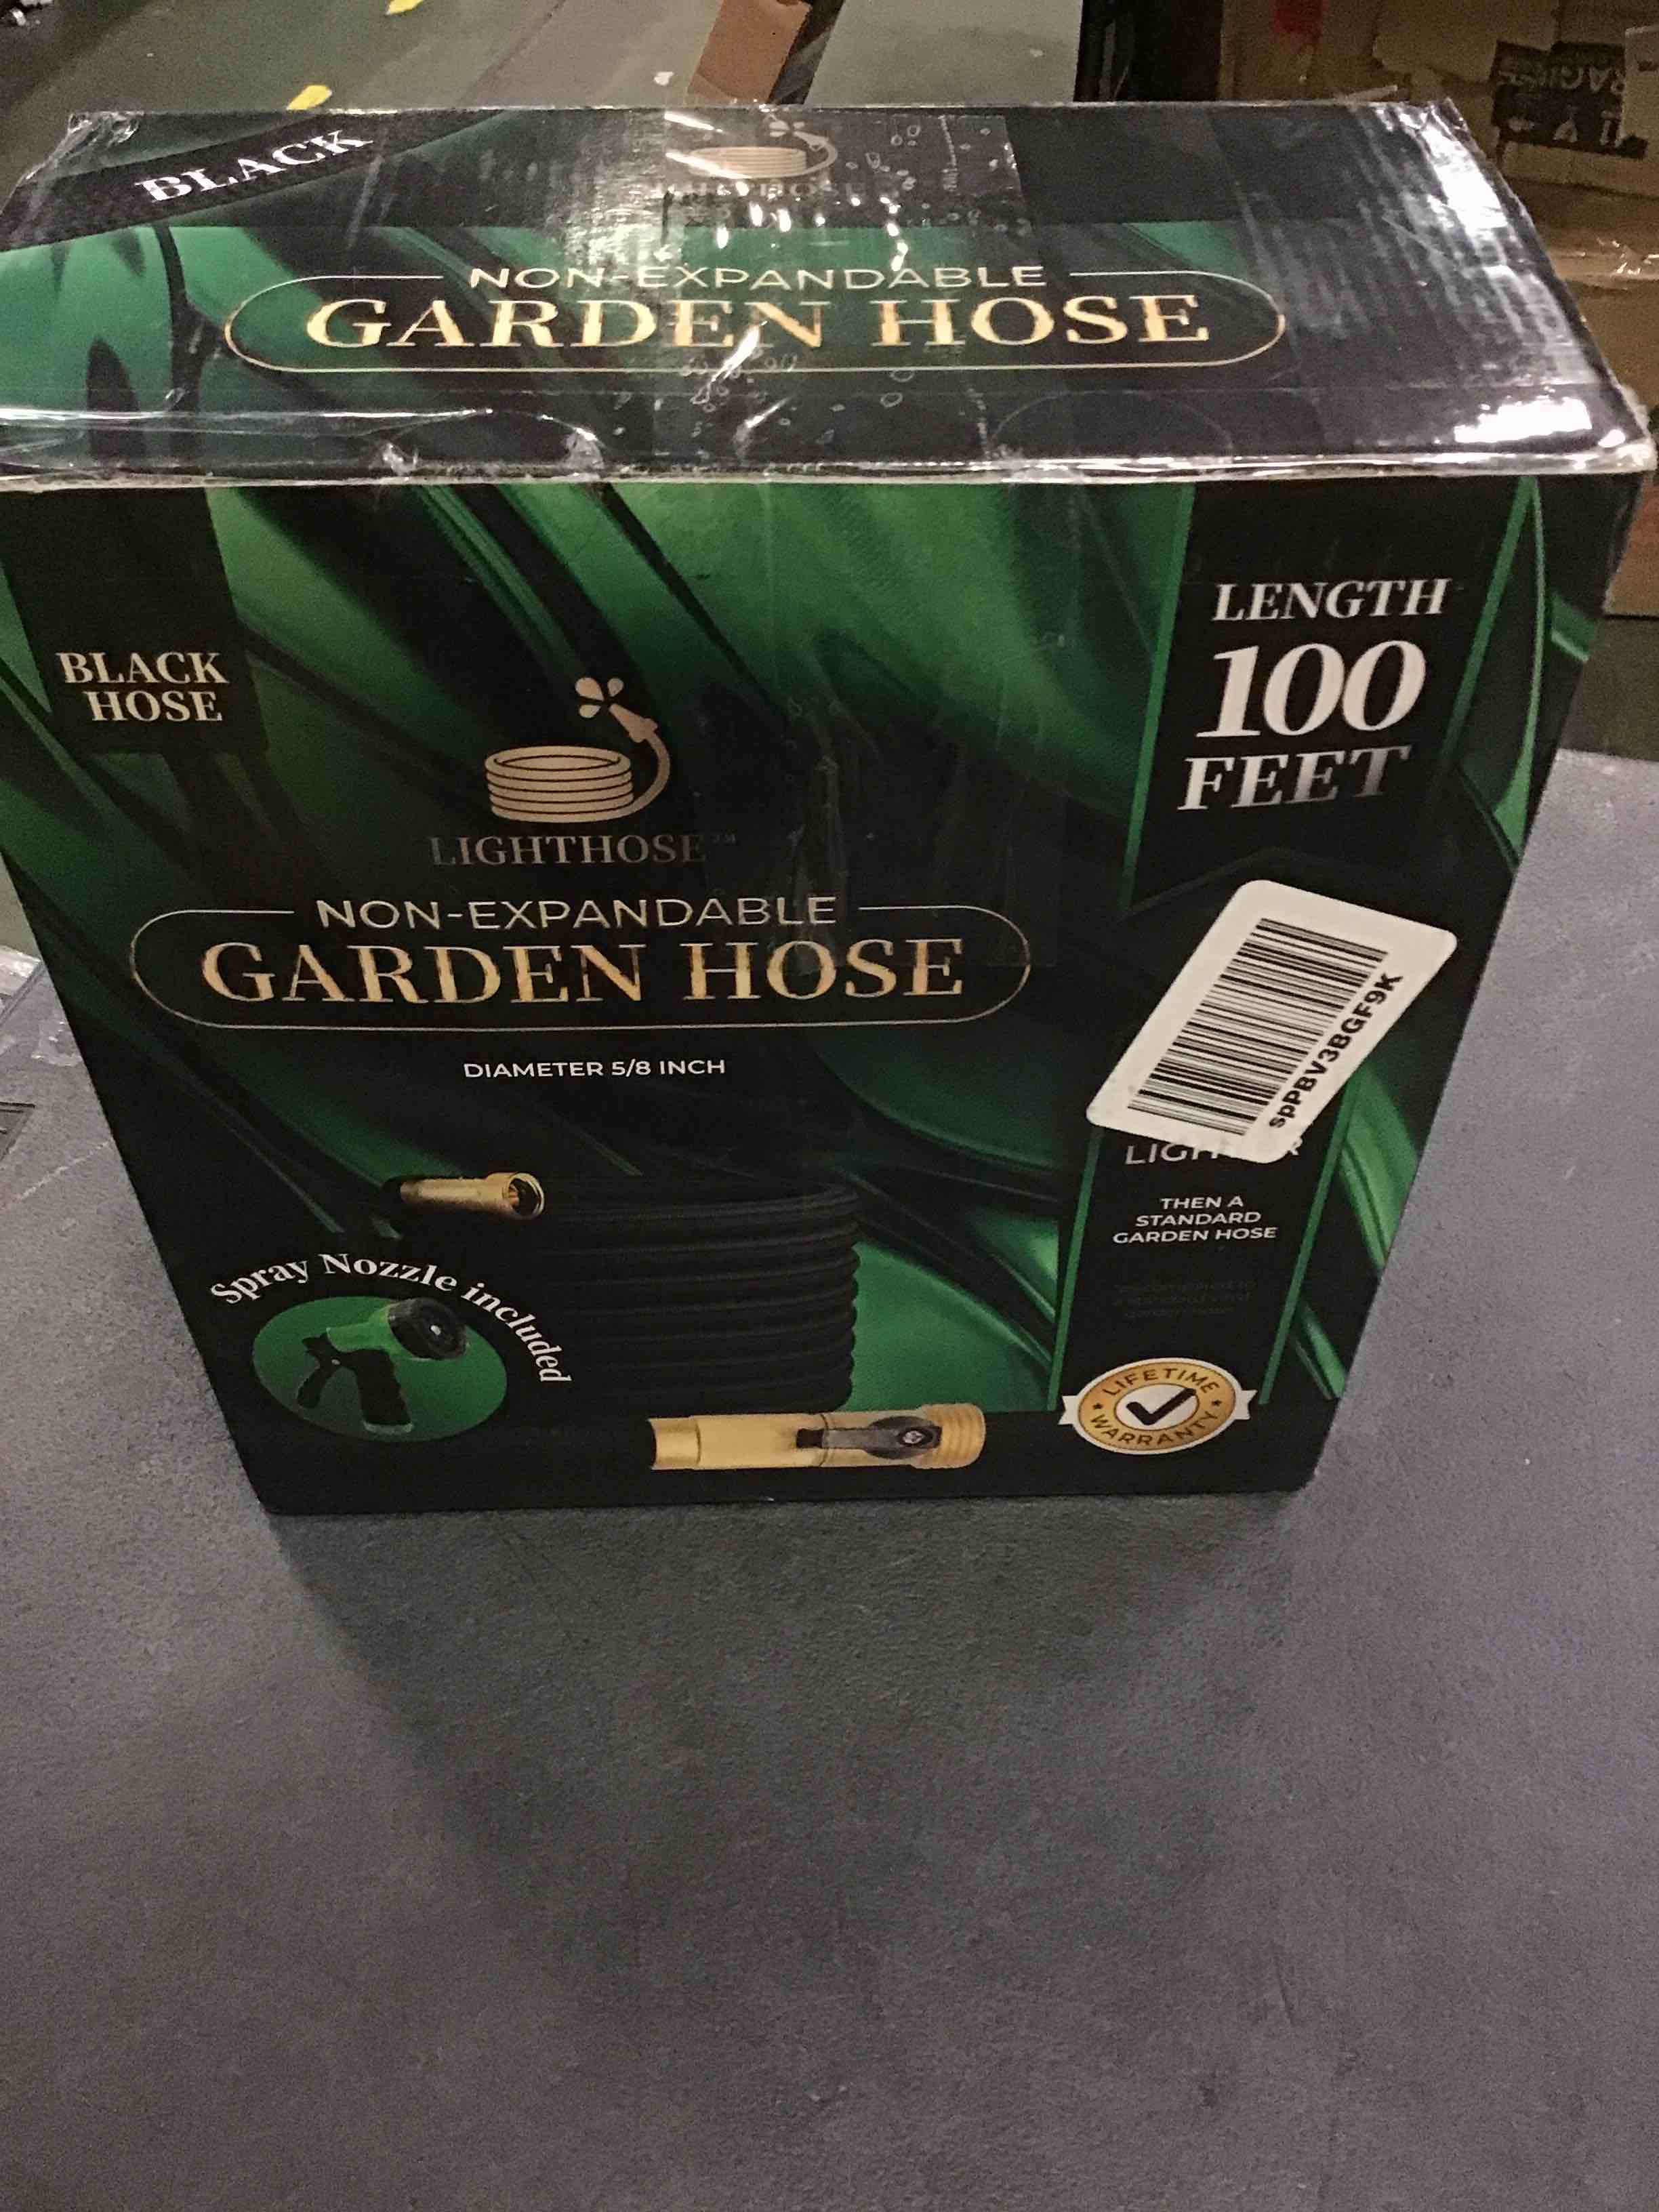 BLACK
NON-EXPANDABLE
GARDEN HOSE
LENGTH
100
FEET
BLACK
HOSE
LIGHTHOSE™
NON-EXPANDABLE
GARDEN HOSE
DIAMETER 5/8 INCH
spPBV3BGF9K
THEN A
STANDARD
GARDEN HOSE
Spray Nozzle included
LIFETIME
WARRANTY